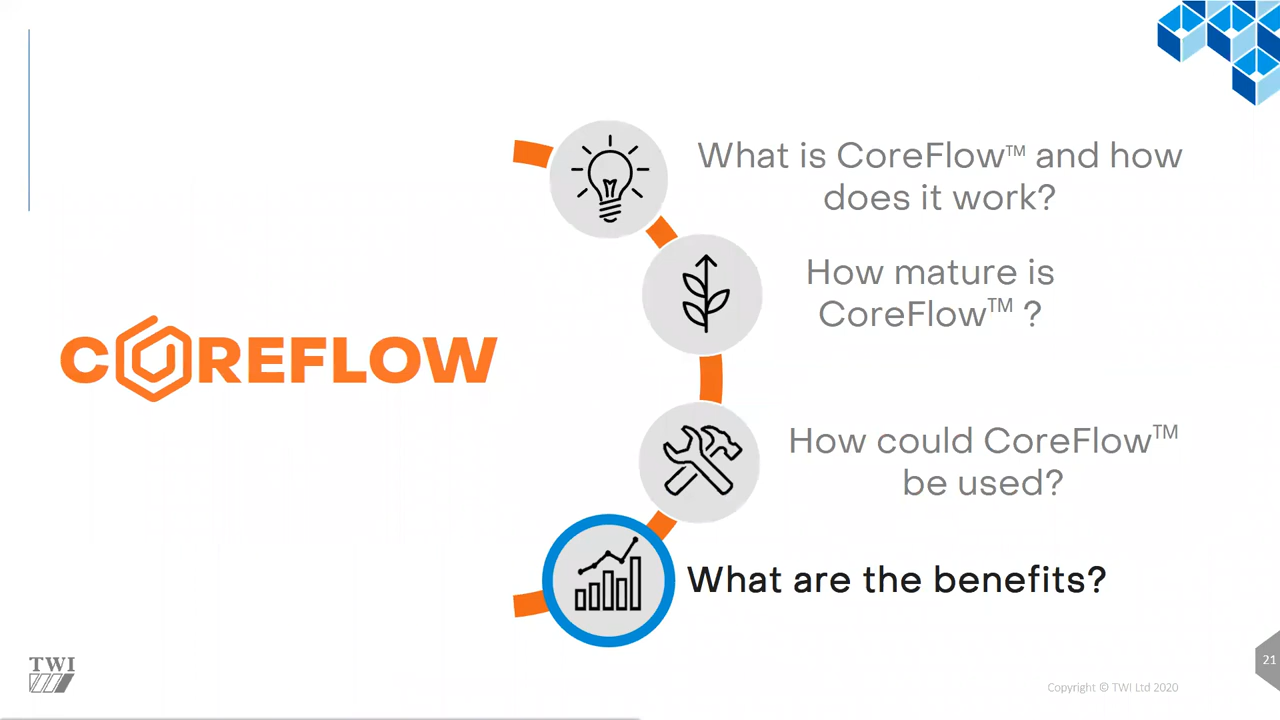 What is CoreFlow™ and how
does it work?
How mature is
CoreFlow™ ?
COREFLOW
How could CoreFlow™
be used?
What are the benefits?
TWI
21
Copyright © TWI Ltd 2020